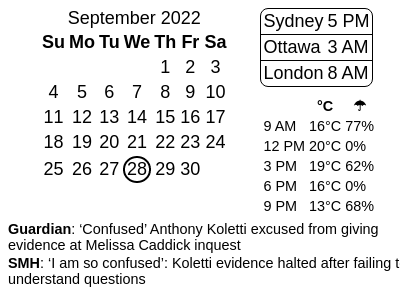 September 2022
Su Mo Tu We Th Fr Sa
1 2 3
4 5 6 7 8 9 10
11 12 13 14 15 16 17
18 19 20 21 22 23 24
25 26 27 28 29 30
Sydney 5 PM
Ottawa 3 AM
London 8 AM
°C ☂
9 AM 16°C 77%
12 PM 20°C 0%
3 PM 19°C 62%
6 PM 16°C 0%
9 PM 13°C 68%
Guardian: ‘Confused’ Anthony Koletti excused from giving
evidence at Melissa Caddick inquest
SMH: ‘I am so confused’: Koletti evidence halted after failing t
understand questions